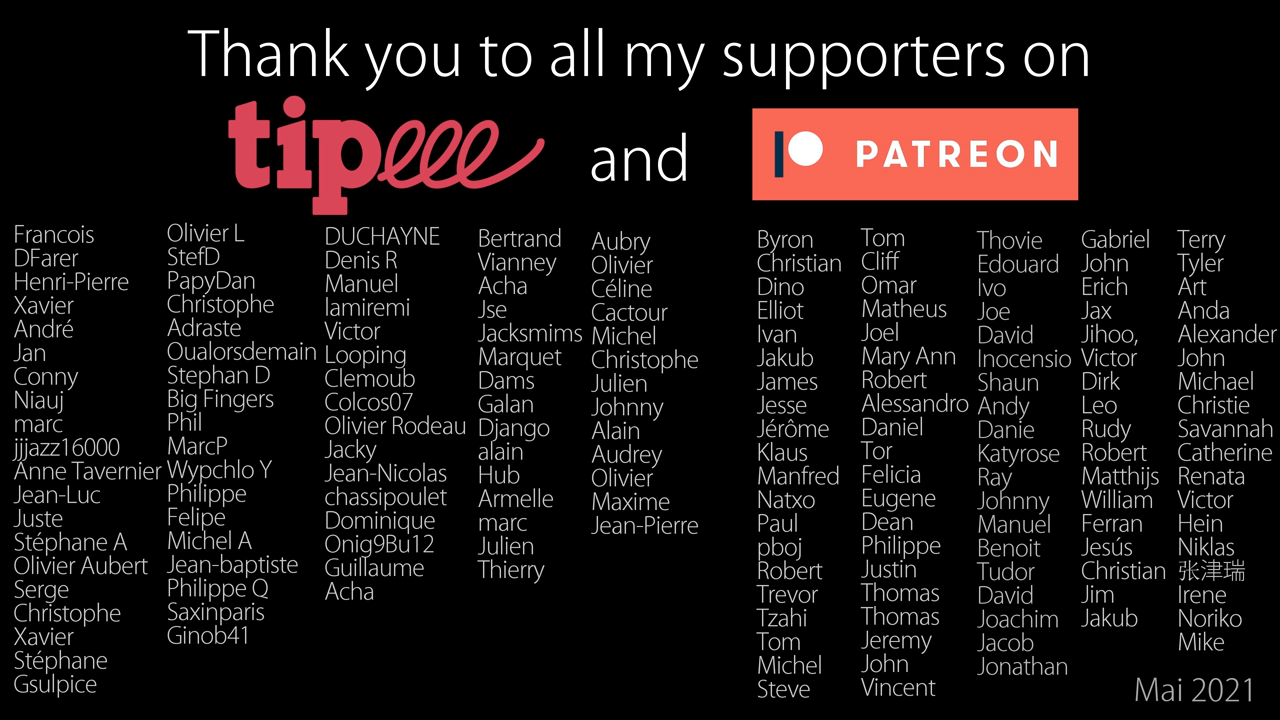 Thank you to all my supporters on
tipeee and PATREON
Francois
DFarer
Henri-Pierre
Xavier
André
Jan
Conny
Niauj
marc
jjjazz16000
Anne Tavernier
Jean-Luc
Juste
Stéphane A
Olivier Aubert
Serge
Christophe
Xavier
Stéphane
Gsulpice
Olivier L
StefD
PapyDan
Christophe
Adraste
Oualorsdemain
Stephan D
Big Fingers
Phil
MarcP
Wypchlo Y
Philippe
Felipe
Michel A
Jean-baptiste
Philippe Q
Saxinparis
Ginob41
DUCHAYNE
Denis R
Manuel
lamiremi
Victor
Looping
Clemoub
Colcos07
Olivier Rodeau
Jacky
Jean-Nicolas
chassipoulet
Dominique
Onig9Bu12
Guillaume
Acha
Bertrand
Vianney
Acha
Jse
Jacksmims
Marquet
Dams
Galan
Django
alain
Hub
Armelle
marc
Julien
Thierry
Aubry
Olivier
Céline
Cactour
Michel
Christophe
Julien
Johnny
Alain
Audrey
Olivier
Maxime
Jean-Pierre
Byron
Christian
Dino
Elliot
Ivan
Jakub
James
Jesse
Jérôme
Klaus
Manfred
Natxo
Paul
pboj
Robert
Trevor
Tzahi
Tom
Michel
Steve
Tom
Cliff
Omar
Matheus
Joel
Mary Ann
Robert
Alessandro
Daniel
Tor
Felicia
Eugene
Dean
Philippe
Justin
Thomas
Thomas
Jeremy
John
Vincent
Thovie
Edouard
Ivo
Joe
David
Inocensio
Shaun
Andy
Danie
Katyrose
Ray
Johnny
Manuel
Benoit
Tudor
David
Joachim
Jacob
Jonathan
Gabriel
John
Erich
Jax
Jihoo,
Victor
Dirk
Leo
Rudy
Robert
Matthijs
William
Ferran
Jesús
Christian
Jim
Jakub
Terry
Tyler
Art
Anda
Alexander
John
Michael
Christie
Savannah
Catherine
Renata
Victor
Hein
Niklas
张津瑞
Irene
Noriko
Mike
Mai 2021